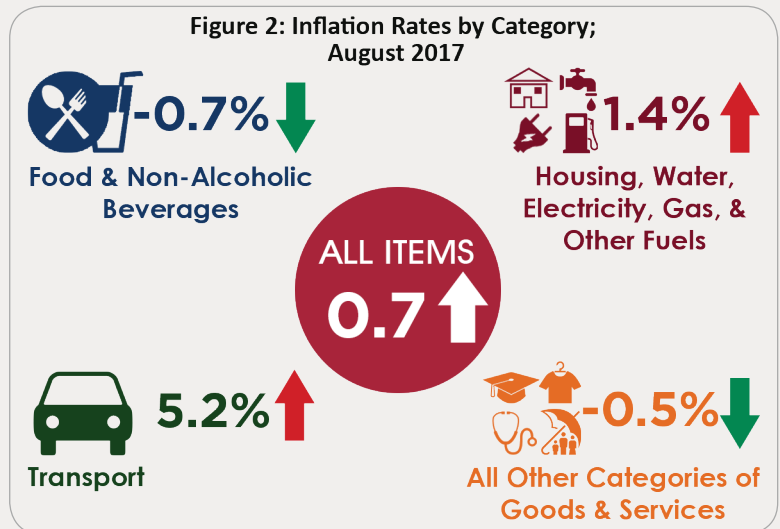 Figure 2: Inflation Rates by Category;
August 2017
-0.7%
Food & Non-Alcoholic
Beverages
1.4%
Housing, Water,
Electricity, Gas, &
Other Fuels
ALL ITEMS
0.7
5.2%
Transport
-0.5%
All Other Categories of
Goods & Services